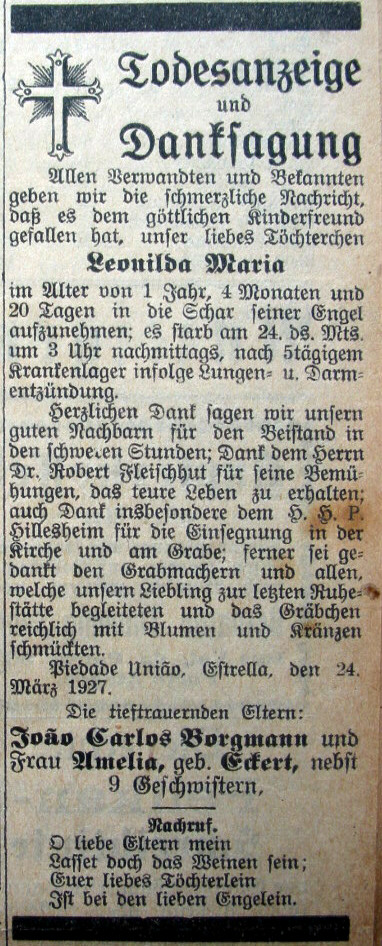 Todesanzeige
und
Danksagung
Allen Verwandten und Bekannten
geben wir die schmerzliche Nachricht,
daß es dem göttlichen Kinderfreund
gefallen hat, unser liebes Töchterchen
Leonilda Maria
im Alter von 1 Jahr, 4 Monaten und
20 Tagen in die Schar seiner Engel
aufzunehmen; es starb am 24. ds. Mts.
um 3 Uhr nachmittags, nach 5tägigem
Krankenlager infolge Lungen- u. Darm-
entzündung.
Herzlichen Dank sagen wir unsern
guten Nachbarn für den Beistand in
den schweren Stunden; Dank dem Herrn
Dr. Robert Fleischhut für seine Bemü-
hungen, das teure Leben zu erhalten;
auch Dank insbesondere dem H. H. P.
Hillesheim für die Einsegnung in der
Kirche und am Grabe; ferner sei ge-
dankt den Grabmachern und allen,
welche unsern Liebling zur letzten Ruhe-
stätte begleiteten und das Gräbchen
reichlich mit Blumen und Kränzen
schmückten.
Piedade União, Estrella, den 24.
März 1927.
Die tieftrauernden Eltern:
João Carlos Borgmann und
Frau Amelia, geb. Eckert, nebst
9 Geschwistern,
Nachruf.
O liebe Eltern mein
Lasset doch das Weinen sein;
Euer liebes Töchterlein
Ist bei den lieben Engelein.